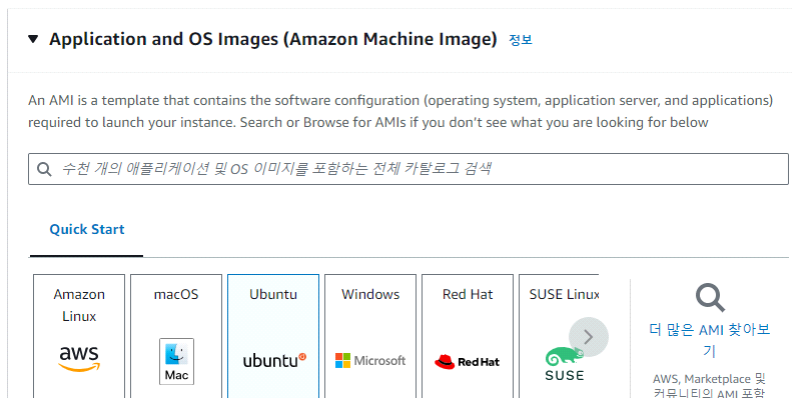 Application and OS Images (Amazon Machine Image) 정보
An AMI is a template that contains the software configuration (operating system, application server, and applications)
required to launch your instance. Search or Browse for AMIs if you don't see what you are looking for below
수천 개의 애플리케이션 및 OS 이미지를 포함하는 전체 카탈로그 검색
Quick Start
Amazon
Linux
aws
macOS
Mac
Ubuntu
ubuntu
Windows
Microsoft
Red Hat
Red Hat
SUSE Linux
SUSE
더 많은 AMI 찾아보
기
AWS, Marketplace 및
커뮤니티의 AMI 포함